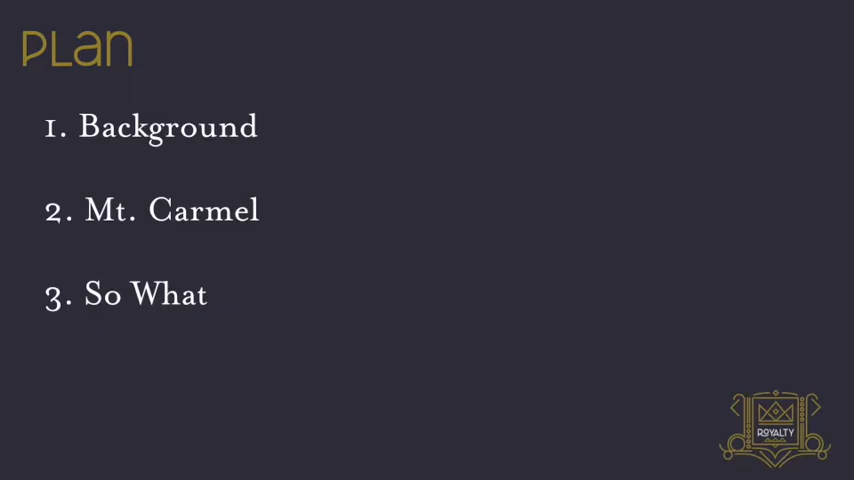 PLan
1. Background
2. Mt. Carmel
3. So What
ROYALTY